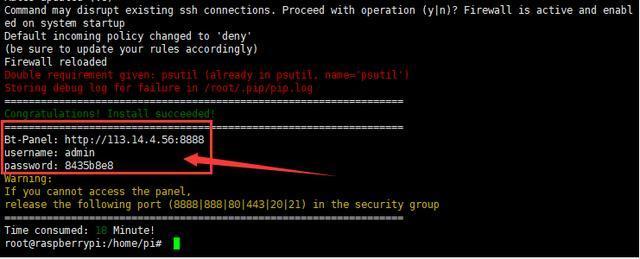 Command may disrupt existing ssh connections. Proceed with operation (y|n)? Firewall is active and enabl
ed on system startup
Default incoming policy changed to 'deny'
(be sure to update your rules accordingly)
Firewall reloaded
Double requirement given: psutil (already in psutil, name='psutil')
Storing debug log for failure in /root/.pip/pip.log
==================================================================
Congratulations! Install succeeded!
==================================================================
Bt-Panel: http://113.14.4.56:8888
username: admin
password: 8435b8e8
Warning:
If you cannot access the panel,
release the following port (8888|888|80|443|20|21) in the security group
==================================================================
Time consumed: 18 Minute!
root@raspberrypi:/home/pi#